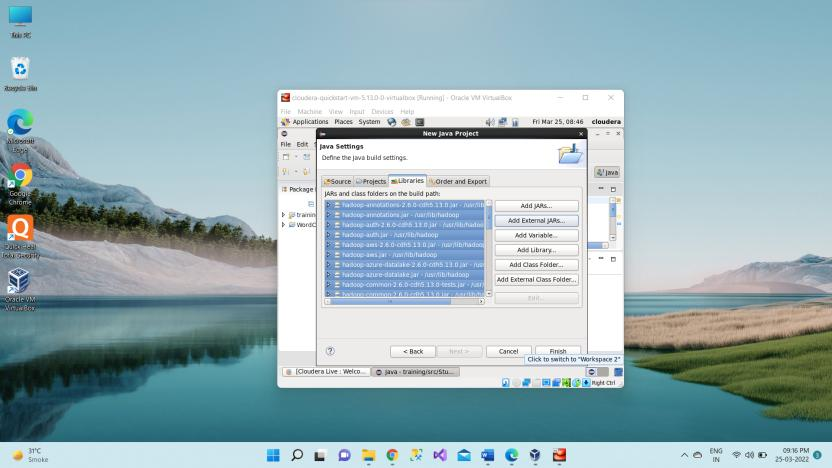 This PC
Recycle Bin
Microsoft
Edge
Google
Chrome
Quick Heal
Total Security
Oracle VM
VirtualBox
cloudera-quickstart-vm-5.13.0-0-virtualbox [Running] - Oracle VM VirtualBox
File Machine View Input Devices Help
Applications Places System Fri Mar 25, 08:46 cloudera
File Edit
New Java Project
Java Settings
Define the Java build settings.
Java
Package
Source Projects Libraries Order and Export
JARs and class folders on the build path:
hadoop-annotations-2.6.0-cdh5.13.0.jar - /usr/lib
hadoop-annotations.jar - /usr/lib/hadoop
hadoop-auth-2.6.0-cdh5.13.0.jar - /usr/lib/hadoo
hadoop-auth.jar - /usr/lib/hadoop
hadoop-aws-2.6.0-cdh5.13.0.jar - /usr/lib/hadoop
hadoop-aws.jar - /usr/lib/hadoop
hadoop-azure-datalake-2.6.0-cdh5.13.0.jar - /usr
hadoop-azure-datalake.jar - /usr/lib/hadoop
hadoop-common-2.6.0-cdh5.13.0-tests.jar - /usr/l
hadoop-common-2.6.0-cdh5.13.0.jar - /usr/lib/h
Add JARs...
Add External JARs...
Add Variable...
Add Library...
Add Class Folder...
Add External Class Folder...
Edit...
training
WordC
< Back Next > Cancel Finish
Click to switch to "Workspace 2"
[Cloudera Live : Welco... Java - training/src/Stu...
Right Ctrl
31°C
Smoke
ENG
IN
09:16 PM
25-03-2022
3